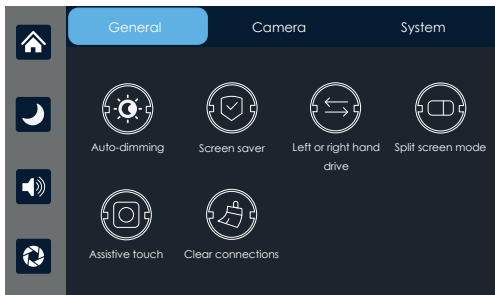 General
Camera
System
Auto-dimming
Screen saver
Left or right hand
drive
Split screen mode
Assistive touch
Clear connections